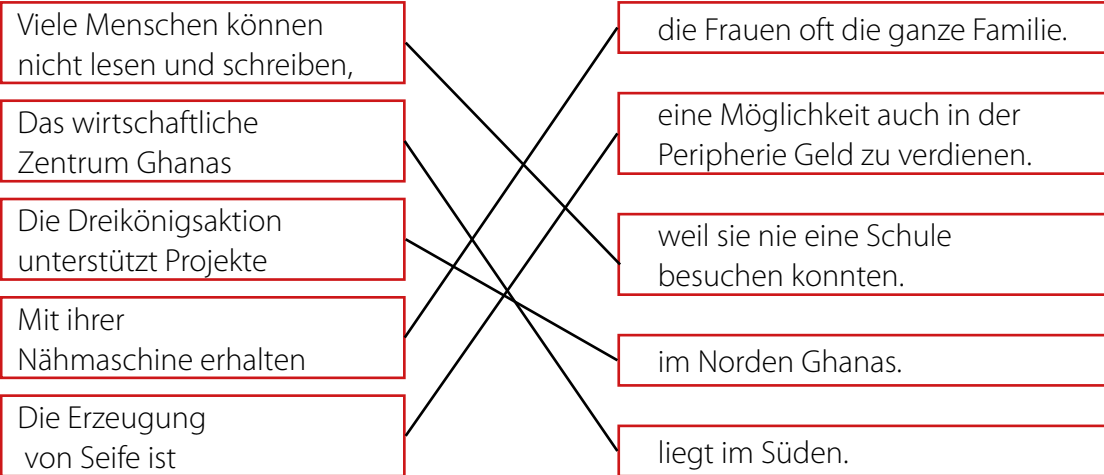 Viele Menschen können
nicht lesen und schreiben,
Das wirtschaftliche
Zentrum Ghanas
Die Dreikönigsaktion
unterstützt Projekte
Mit ihrer
Nähmaschine erhalten
Die Erzeugung
von Seife ist
die Frauen oft die ganze Familie.
eine Möglichkeit auch in der
Peripherie Geld zu verdienen.
weil sie nie eine Schule
besuchen konnten.
im Norden Ghanas.
liegt im Süden.